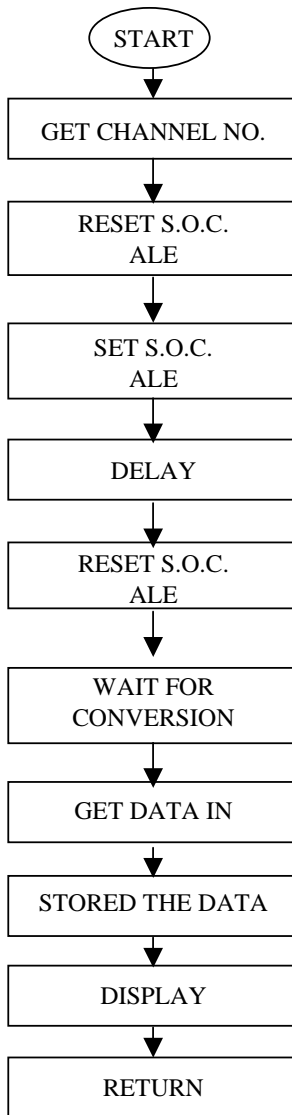 START
GET CHANNEL NO.
RESET S.O.C.
ALE
SET S.O.C.
ALE
DELAY
RESET S.O.C.
ALE
WAIT FOR
CONVERSION
GET DATA IN
STORED THE DATA
DISPLAY
RETURN